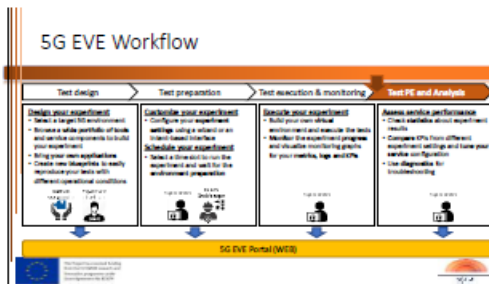 5G EVE Workflow
Test design
Test preparation
Test execution & monitoring
Test PE and Analysis
Design your experiment
• Select a target 5G environment
• Browse a wide portfolio of tools
and service components to build
your experiment
• Bring your own applications
• Create new blueprints to easily
reproduce your tests with
different operational conditions
Customize your experiment
• Configure your experiment
settings using a wizard or an
intent-based interface
Schedule your experiment
• Select a time-slot to run the
experiment and wait for the
environment preparation
Execute your experiment
• Build your own virtual
environment and execute the tests
• Monitor the experiment progress
and visualize monitoring graphs
for your metrics, logs and KPIs
Assess service performance
• Check statistics about experiment
results
• Compare KPIs from different
experiment settings and tune your
service configuration
• Use diagnostics for
troubleshooting
5G EVE Portal (WEB)